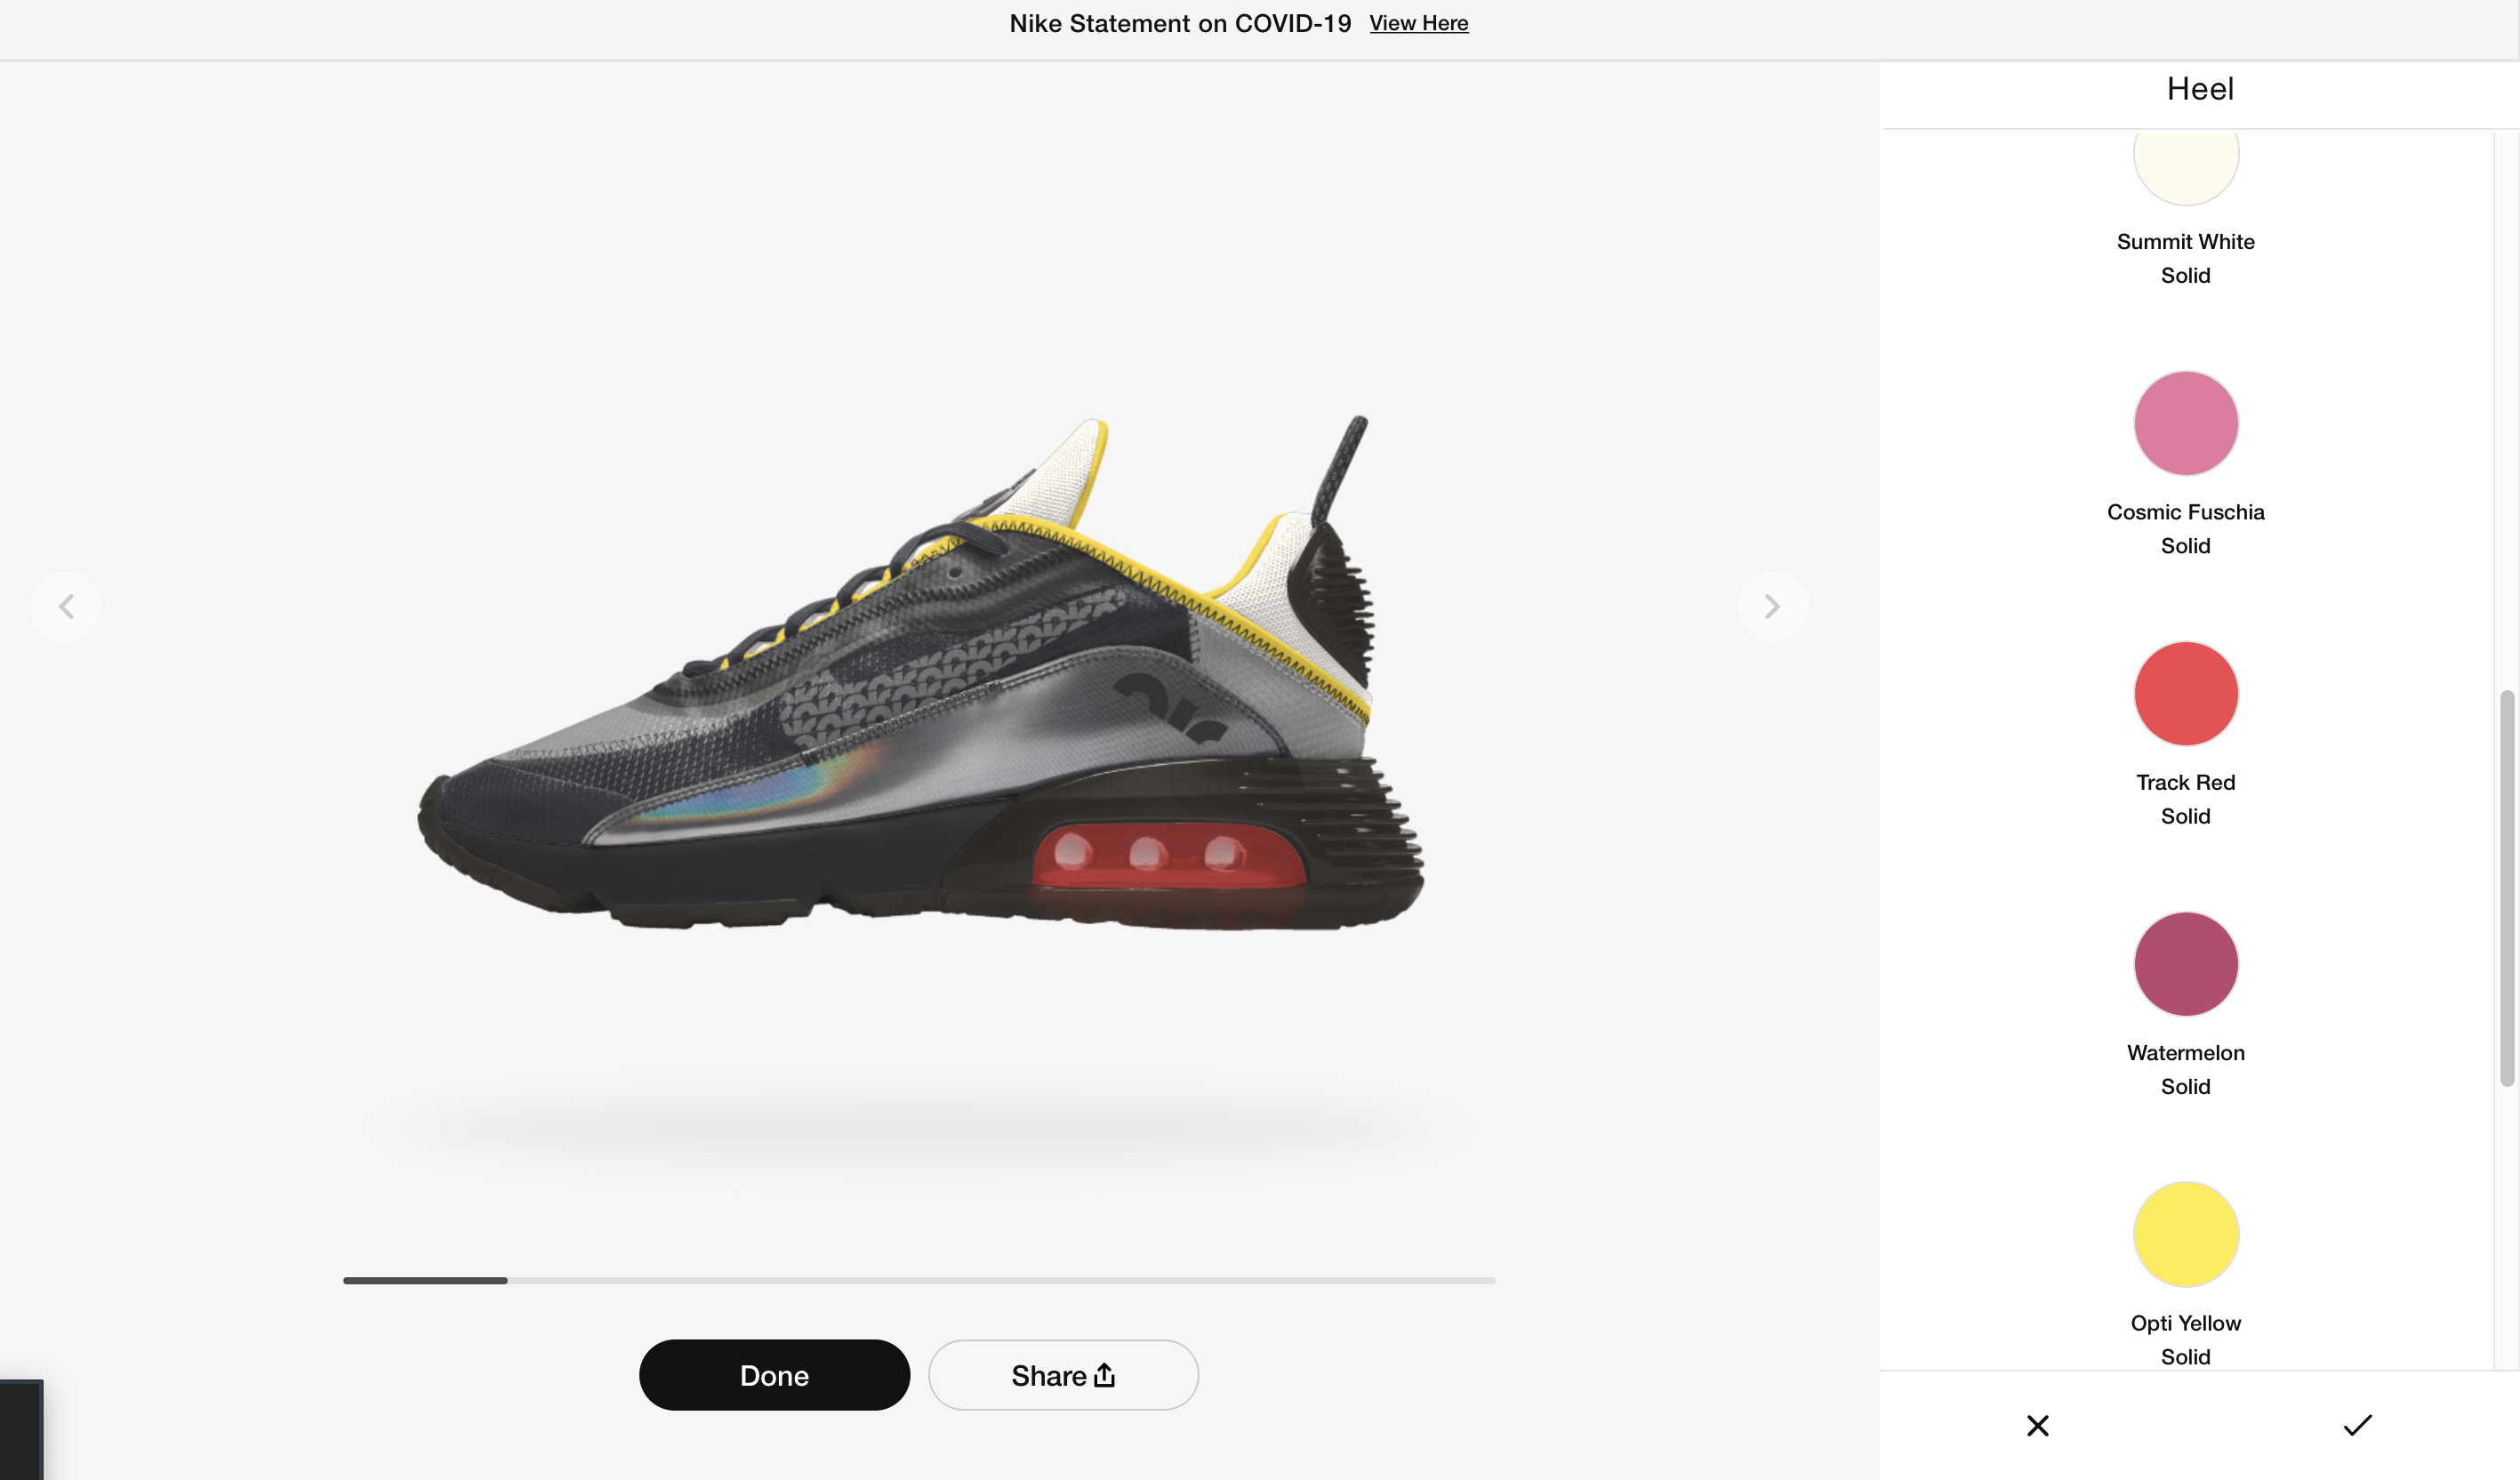 Nike Statement on COVID-19 View Here
Heel
Summit White
Solid
Cosmic Fuschia
Solid
Track Red
Solid
Watermelon
Solid
Opti Yellow
Solid
air
Done
Share